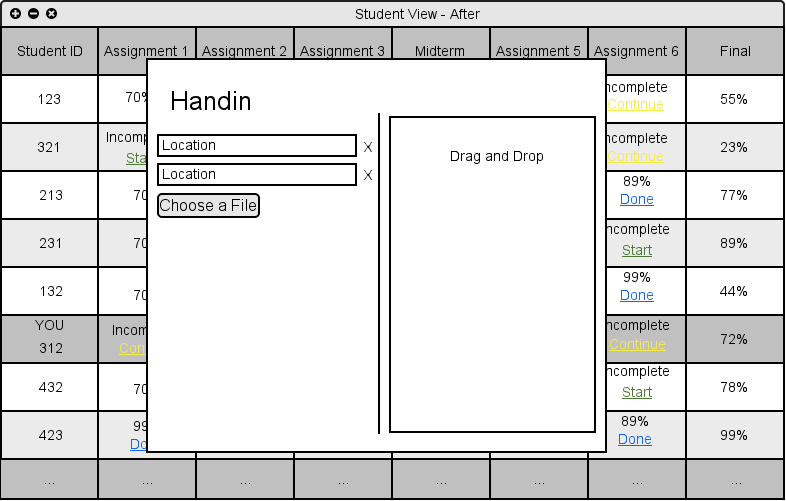 Student View - After
Student ID Assignment 1 Assignment 2 Assignment 3 Midterm Assignment 5 Assignment 6 Final
Handin
Location X
Location X
Choose a File
Drag and Drop
123 70% ncomplete Continue 55%
321 Incom Sta ncomplete Continue 23%
213 70 89% Done 77%
231 70 ncomplete Start 89%
132 70 99% Done 44%
YOU
312 Incom Con ncomplete Continue 72%
432 70 ncomplete Start 78%
423 99 Do 89% Done 99%
... ... ... ... ... ... ... ...